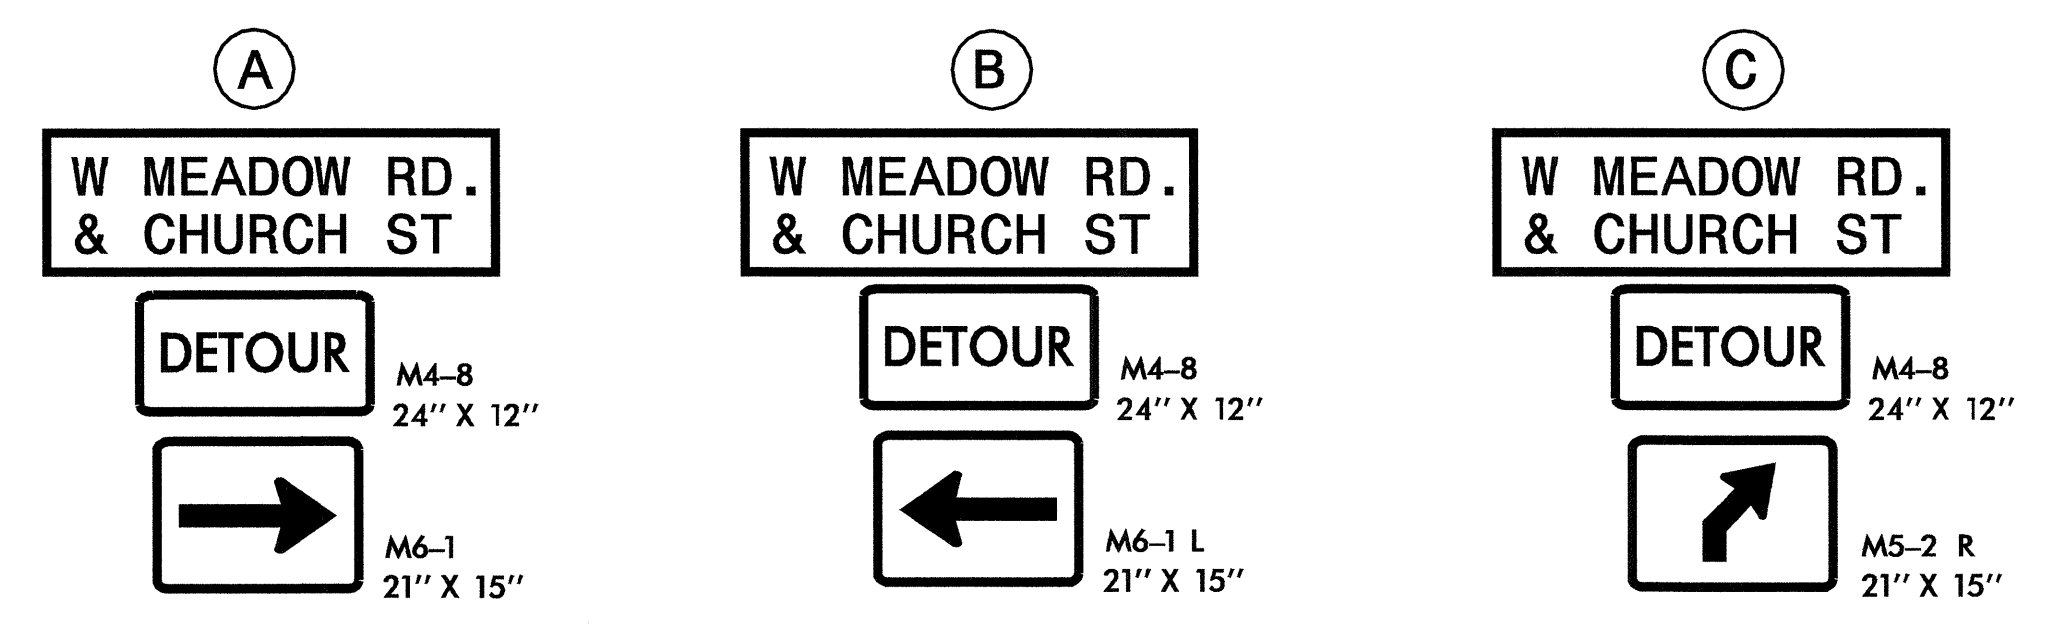 A
W MEADOW RD.
& CHURCH ST
DETOUR
M4-8
24" X 12"
M6-1
21" X 15"
B
W MEADOW RD.
& CHURCH ST
DETOUR
M4-8
24" X 12"
M6-1 L
21" X 15"
C
W MEADOW RD.
& CHURCH ST
DETOUR
M4-8
24" X 12"
M5-2 R
21" X 15"